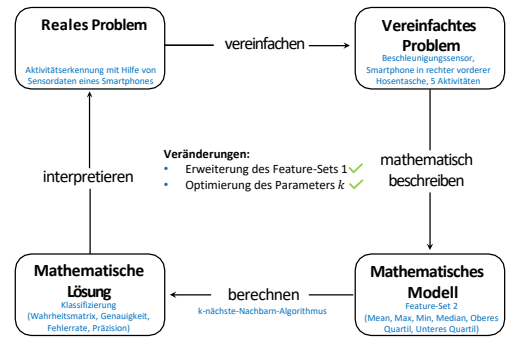 Reales Problem
Aktivitätserkennung mit Hilfe von
Sensordaten eines Smartphones
vereinfachen
Vereinfachtes
Problem
Beschleunigungssensor,
Smartphone in rechter vorderer
Hosentasche, 5 Aktivitäten
Veränderungen:
• Erweiterung des Feature-Sets 1 ✓
• Optimierung des Parameters k ✓
interpretieren
mathematisch
beschreiben
Mathematische
Lösung
Klassifizierung
(Wahrheitsmatrix, Genauigkeit,
Fehlerrate, Präzision)
berechnen
k-nächste-Nachbarn-Algorithmus
Mathematisches
Modell
Feature-Set 2
(Mean, Max, Min, Median, Oberes
Quartil, Unteres Quartil)